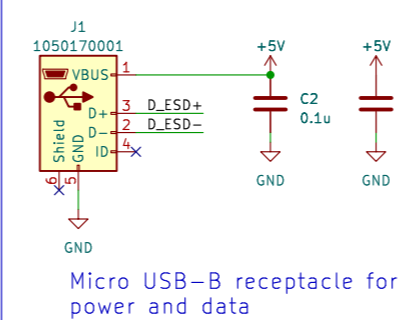 J1
1050170001
VBUS 1
D+ 3 D_ESD+
D- 2 D_ESD-
ID 4
Shield 6
GND 5
GND
+5V
C2
0.1u
GND
+5V
GND
Micro USB-B receptacle for
power and data